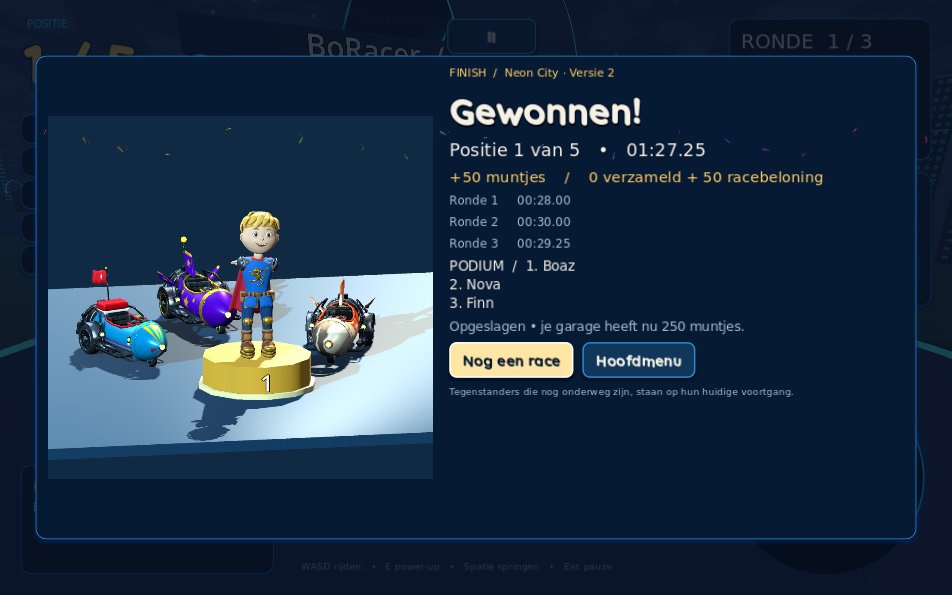 POSITIE
1 / 5
BoRacer /
RONDE 1 / 3
FINISH / Neon City · Versie 2
Gewonnen!
Positie 1 van 5 • 01:27.25
+50 muntjes / 0 verzameld + 50 racebeloning
Ronde 1 00:28.00
Ronde 2 00:30.00
Ronde 3 00:29.25
PODIUM / 1. Boaz
2. Nova
3. Finn
Opgeslagen • je garage heeft nu 250 muntjes.
Nog een race
Hoofdmenu
Tegenstanders die nog onderweg zijn, staan op hun huidige voortgang.
1
WASD rijden • E power-up • Spatie springen • Esc pauze